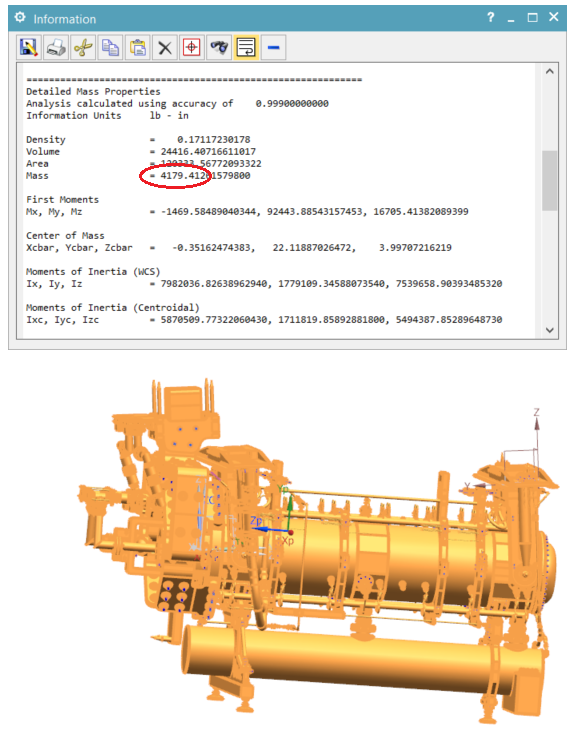 Information
============================================================
Detailed Mass Properties
Analysis calculated using accuracy of    0.99900000000
Information Units     lb - in
Density                =    0.17117230178
Volume                 = 24416.40716611017
Area                   = 120333.56772093322
Mass                   = 4179.41281579800
First Moments
Mx, My, Mz             = -1469.58489040344, 92443.88543157453, 16705.41382089399
Center of Mass
Xcbar, Ycbar, Zcbar    =   -0.35162474383,   22.11887026472,    3.99707216219
Moments of Inertia (WCS)
Ix, Iy, Iz             = 7982036.82638962940, 1779109.34588073540, 7539658.90393485320
Moments of Inertia (Centroidal)
Ixc, Iyc, Izc          = 5870509.77322060430, 1711819.85892881800, 5494387.85289648730
Z
Y
Yp
Zp
Xp